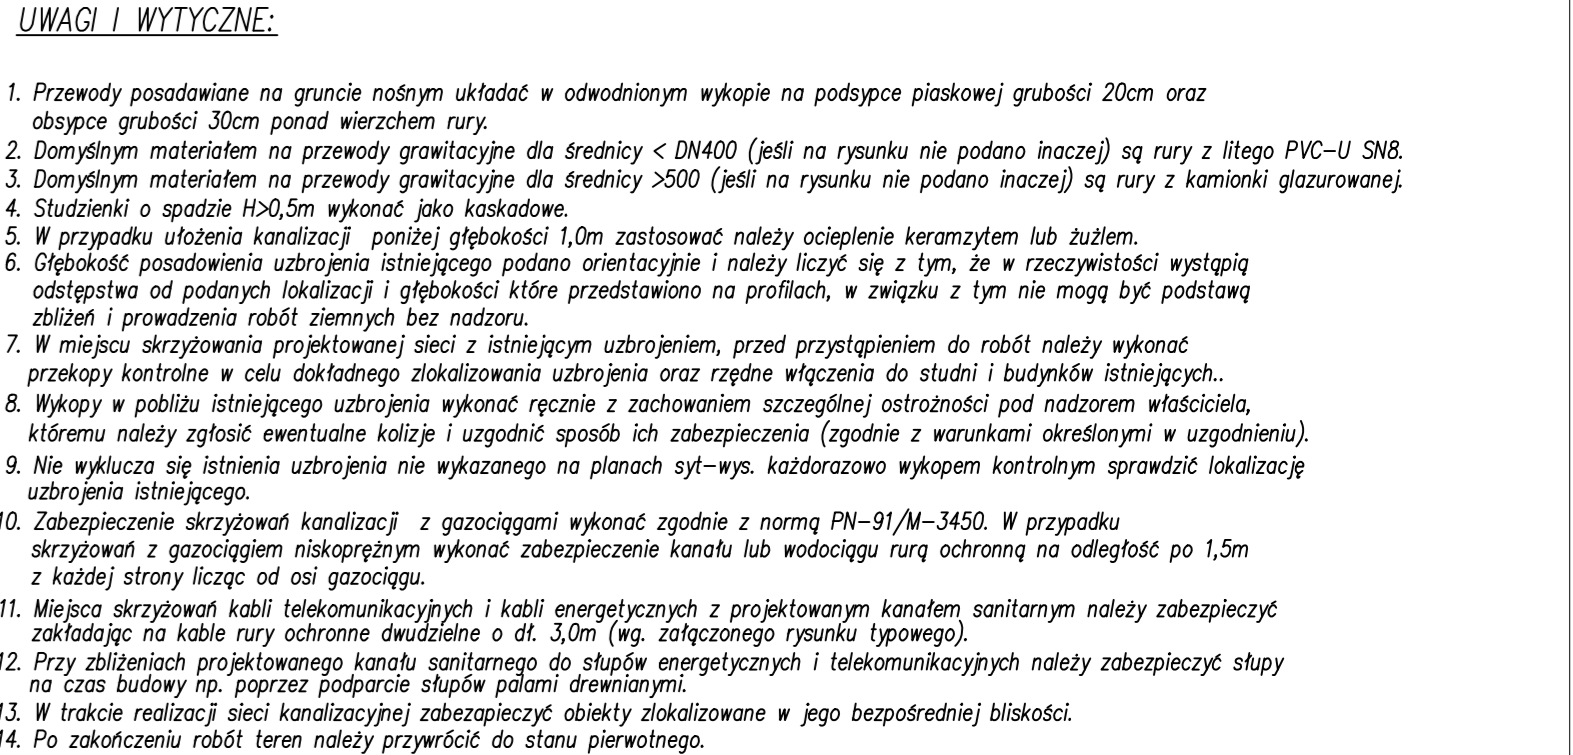 UWAGI I WYTYCZNE:
1. Przewody posadawiane na gruncie nośnym układać w odwodnionym wykopie na podsypce piaskowej grubości 20cm oraz
obsypce grubości 30cm ponad wierzchem rury.
2. Domyślnym materiałem na przewody grawitacyjne dla średnicy < DN400 (jeśli na rysunku nie podano inaczej) są rury z litego PVC-U SN8.
3. Domyślnym materiałem na przewody grawitacyjne dla średnicy >500 (jeśli na rysunku nie podano inaczej) są rury z kamionki glazurowanej.
4. Studzienki o spadzie H>0,5m wykonać jako kaskadowe.
5. W przypadku ułożenia kanalizacji poniżej głębokości 1,0m zastosować należy ocieplenie keramzytem lub żużlem.
6. Głębokość posadowienia uzbrojenia istniejącego podano orientacyjnie i należy liczyć się z tym, że w rzeczywistości wystąpią
odstępstwa od podanych lokalizacji i głębokości które przedstawiono na profilach, w związku z tym nie mogą być podstawą
zbliżeń i prowadzenia robót ziemnych bez nadzoru.
7. W miejscu skrzyżowania projektowanej sieci z istniejącym uzbrojeniem, przed przystąpieniem do robót należy wykonać
przekopy kontrolne w celu dokładnego zlokalizowania uzbrojenia oraz rzędne włączenia do studni i budynków istniejących..
8. Wykopy w pobliżu istniejącego uzbrojenia wykonać ręcznie z zachowaniem szczególnej ostrożności pod nadzorem właściciela,
któremu należy zgłosić ewentualne kolizje i uzgodnić sposób ich zabezpieczenia (zgodnie z warunkami określonymi w uzgodnieniu).
9. Nie wyklucza się istnienia uzbrojenia nie wykazanego na planach syt-wys. każdorazowo wykopem kontrolnym sprawdzić lokalizację
uzbrojenia istniejącego.
10. Zabezpieczenie skrzyżowań kanalizacji z gazociągami wykonać zgodnie z normą PN-91/M-3450. W przypadku
skrzyżowań z gazociągiem niskoprężnym wykonać zabezpieczenie kanału lub wodociągu rurą ochronną na odległość po 1,5m
z każdej strony licząc od osi gazociągu.
11. Miejsca skrzyżowań kabli telekomunikacyjnych i kabli energetycznych z projektowanym kanałem sanitarnym należy zabezpieczyć
zakładając na kable rury ochronne dwudzielne o dł. 3,0m (wg. załączonego rysunku typowego).
12. Przy zbliżeniach projektowanego kanału sanitarnego do słupów energetycznych i telekomunikacyjnych należy zabezpieczyć słupy
na czas budowy np. poprzez podparcie słupów palami drewnianymi.
13. W trakcie realizacji sieci kanalizacyjnej zabezapieczyć obiekty zlokalizowane w jego bezpośredniej bliskości.
14. Po zakończeniu robót teren należy przywrócić do stanu pierwotnego.